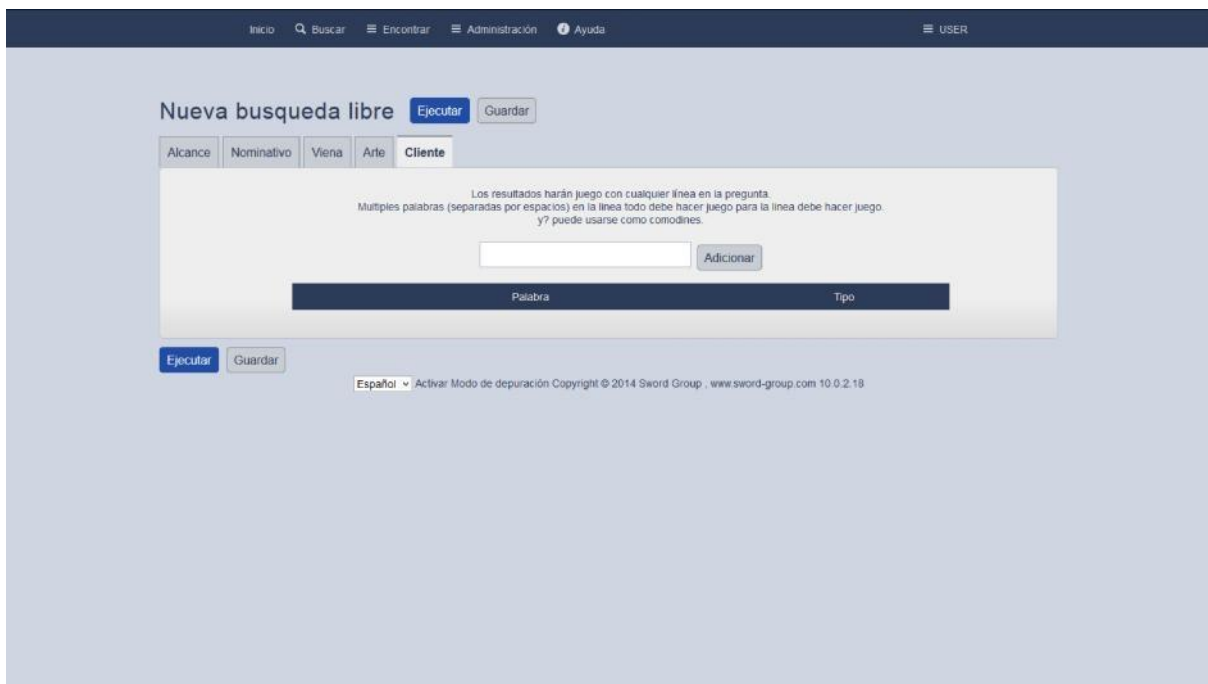 Inicio Buscar Encontrar Administración Ayuda USER
Nueva busqueda libre Ejecutar Guardar
Alcance Nominativo Viena Arte Cliente
Los resultados harán juego con cualquier línea en la pregunta.
Multiples palabras (separadas por espacios) en la linea todo debe hacer juego para la linea debe hacer juego.
y? puede usarse como comodines.
Adicionar
Palabra Tipo
Ejecutar Guardar
Español Activar Modo de depuración Copyright © 2014 Sword Group , www.sword-group.com 10.0.2.18